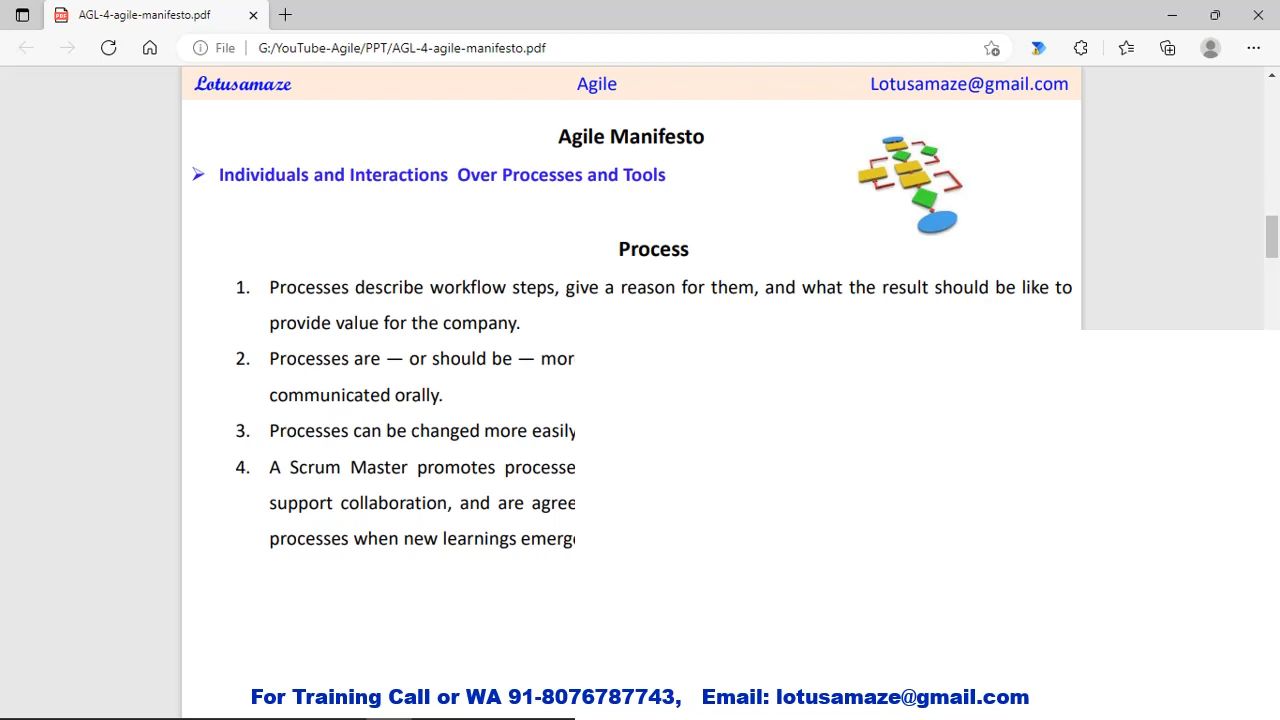 AGL-4-agile-manifesto.pdf
File G:/YouTube-Agile/PPT/AGL-4-agile-manifesto.pdf
Lotusamaze Agile Lotusamaze@gmail.com
Agile Manifesto
➢ Individuals and Interactions Over Processes and Tools
Process
1. Processes describe workflow steps, give a reason for them, and what the result should be like to
provide value for the company.
2. Processes are — or should be —
communicated orally.
3. Processes can be changed more easily
4. A Scrum Master promotes
support collaboration, and are
processes when new learnings
For Training Call or WA 91-8076787743, Email: lotusamaze@gmail.com